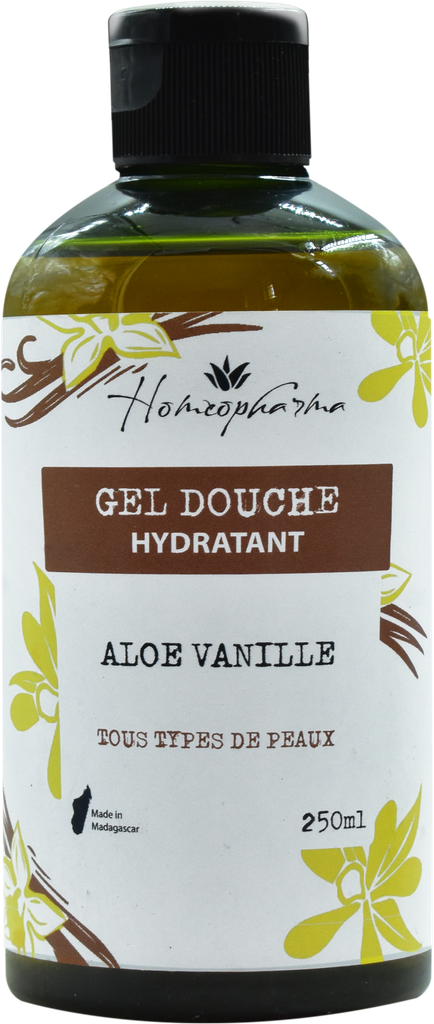 Homeopharma
GEL DOUCHE
HYDRATANT
ALOE VANILLE
TOUS TYPES DE PEAUX
Made in
Madagascar
250ml